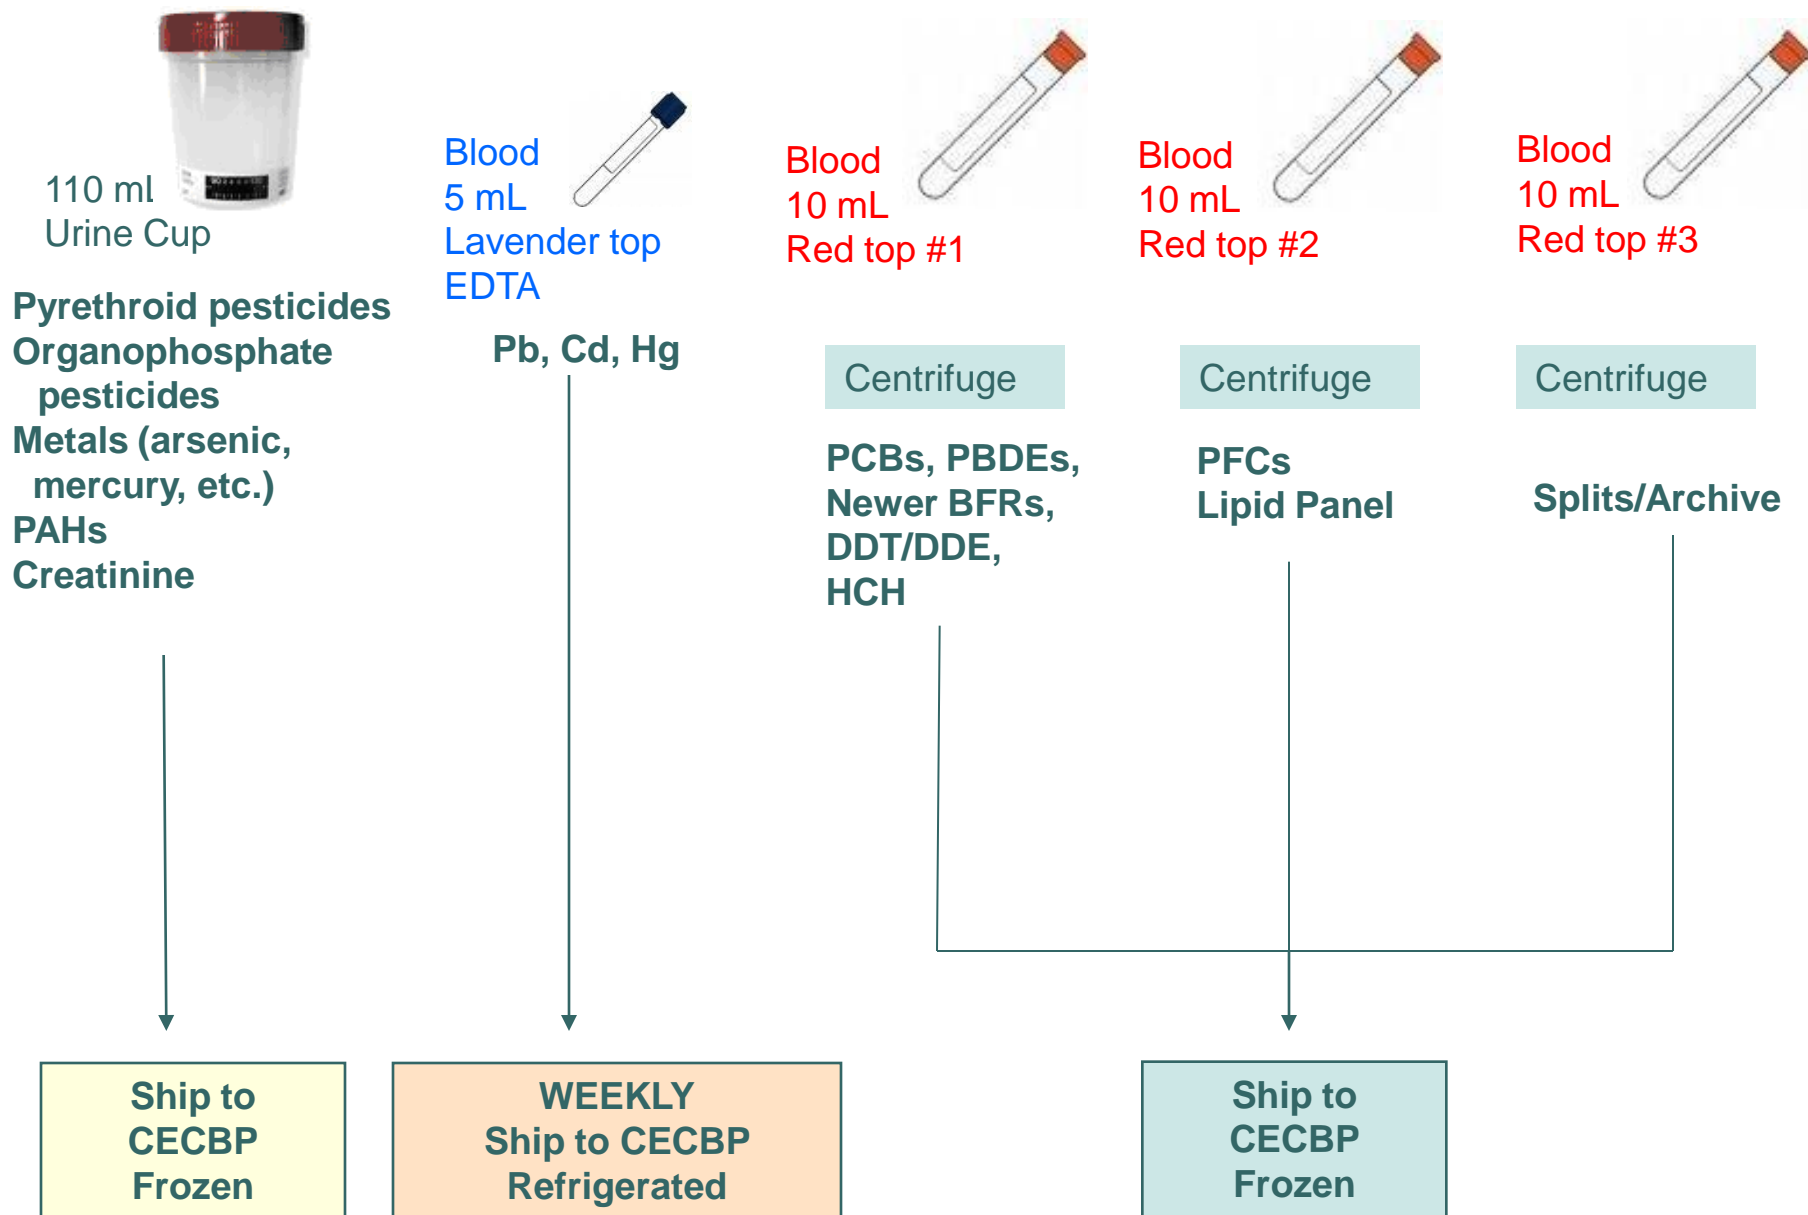 110 mL
Urine Cup
Pyrethroid pesticides
Organophosphate
pesticides
Metals (arsenic,
mercury, etc.)
PAHs
Creatinine
Blood
5 mL
Lavender top
EDTA
Pb, Cd, Hg
Blood
10 mL
Red top #1
Centrifuge
PCBs, PBDEs,
Newer BFRs,
DDT/DDE,
HCH
Blood
10 mL
Red top #2
Centrifuge
PFCs
Lipid Panel
Blood
10 mL
Red top #3
Centrifuge
Splits/Archive
Ship to
CECBP
Frozen
WEEKLY
Ship to CECBP
Refrigerated
Ship to
CECBP
Frozen